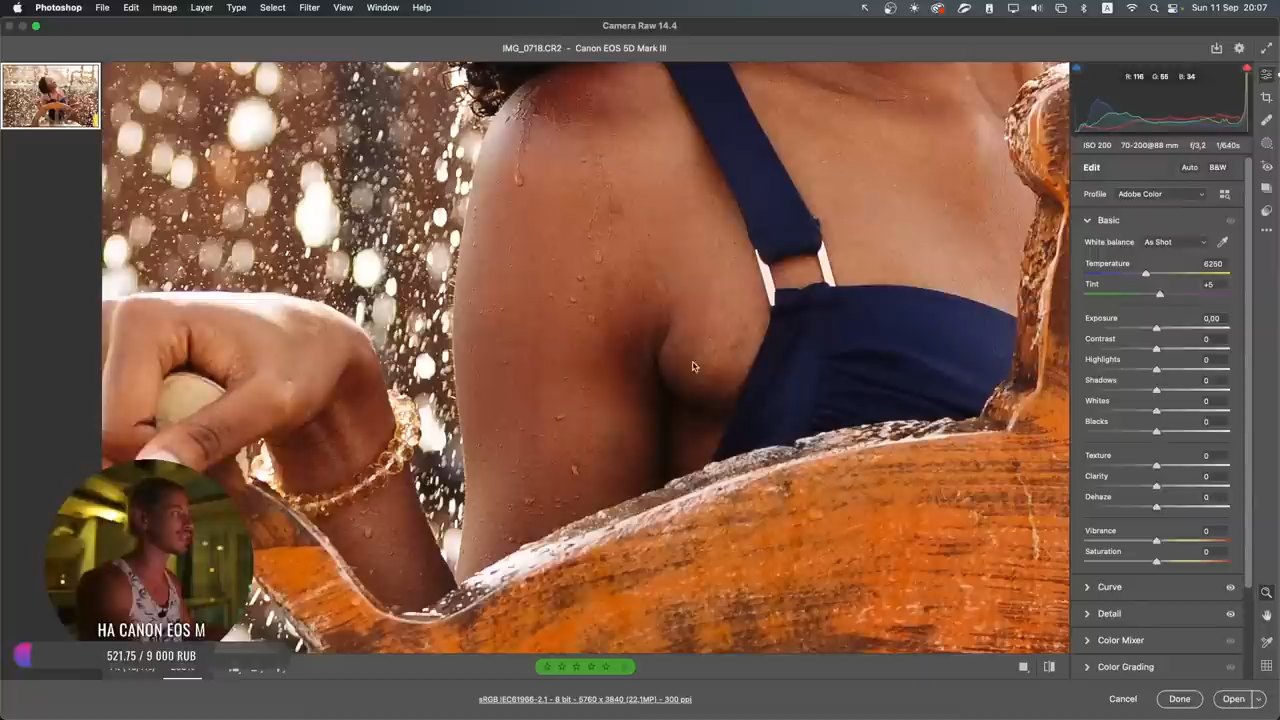 Photoshop File Edit Image Layer Type Select Filter View Window Help A Sun 11 Sep 20:07
Camera Raw 14.4
IMG_0718.CR2 - Canon EOS 5D Mark III
R: 116 G: 55 B: 34
ISO 200 70-200@88 mm f/3,2 1/640s
Edit Auto B&W
Profile Adobe Color
Basic
White balance As Shot
Temperature 6250
Tint +5
Exposure 0,00
Contrast 0
Highlights 0
Shadows 0
Whites 0
Blacks 0
Texture 0
Clarity 0
Dehaze 0
Vibrance 0
Saturation 0
Curve
Detail
Color Mixer
Color Grading
НА CANON EOS M
521.75 / 9 000 RUB
sRGB IEC61966-2.1 - 8 bit - 5760 x 3840 (22,1MP) - 300 ppi
Cancel Done Open